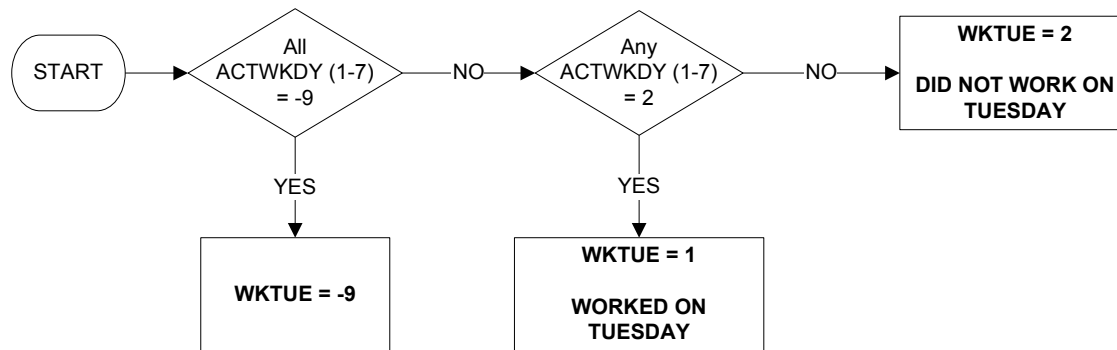 START
All
ACTWKDY (1-7)
= -9
NO
Any
ACTWKDY (1-7)
= 2
NO
WKTUE = 2
DID NOT WORK ON
TUESDAY
YES
YES
WKTUE = -9
WKTUE = 1
WORKED ON
TUESDAY